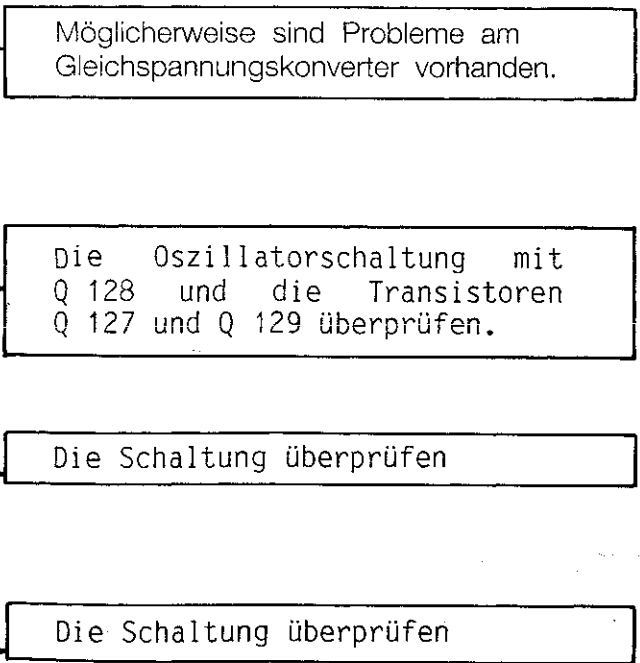 Möglicherweise sind Probleme am
Gleichspannungskonverter vorhanden.
Die Oszillatorschaltung mit
Q 128 und die Transistoren
Q 127 und Q 129 überprüfen.
Die Schaltung überprüfen
Die Schaltung überprüfen